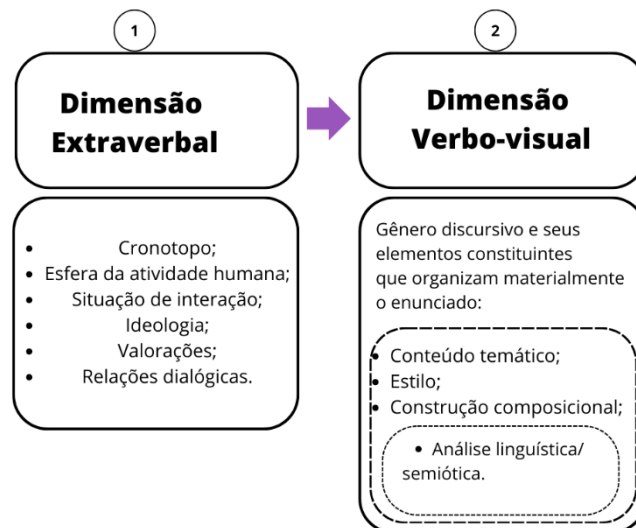 1
Dimensão
Extraverbal
• Cronotopo;
• Esfera da atividade humana;
• Situação de interação;
• Ideologia;
• Valorações;
• Relações dialógicas.
2
Dimensão
Verbo-visual
Gênero discursivo e seus
elementos constituintes
que organizam materialmente
o enunciado:
• Conteúdo temático;
• Estilo;
• Construção composicional;
• Análise linguística/
semiótica.